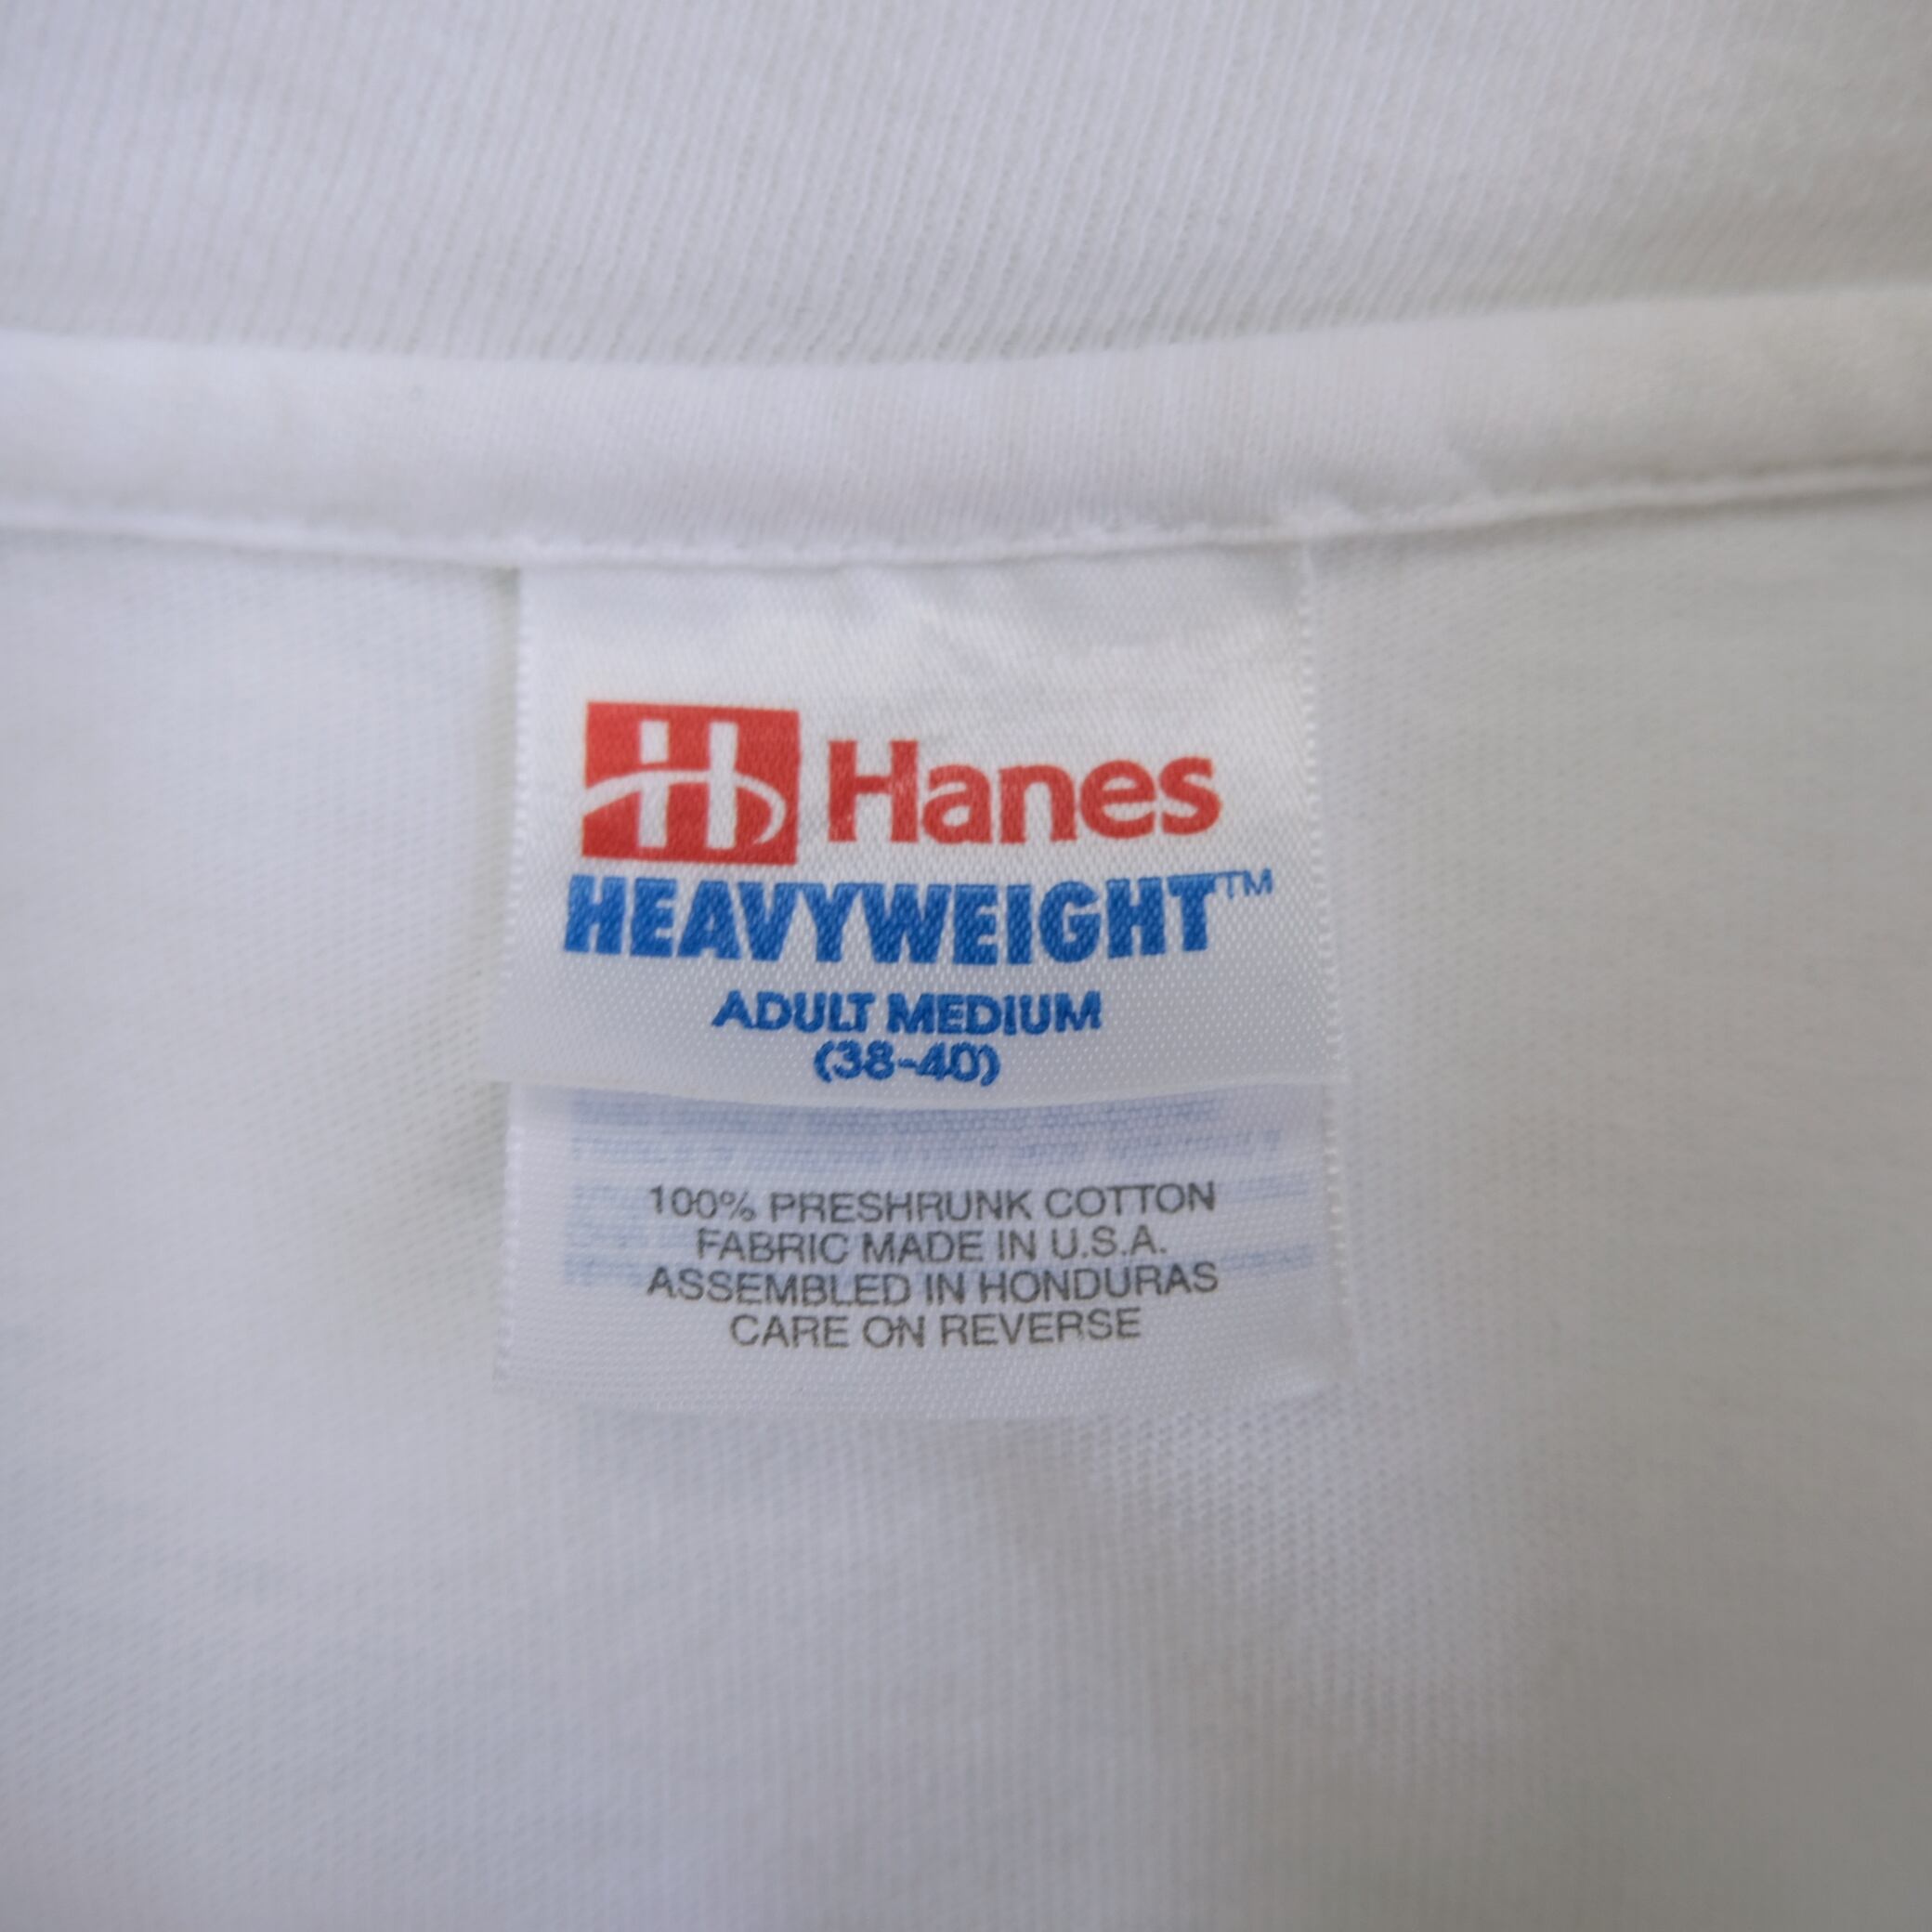 H Hanes
HEAVYWEIGHT™
ADULT MEDIUM
(38-40)
100% PRESHRUNK COTTON
FABRIC MADE IN U.S.A.
ASSEMBLED IN HONDURAS
CARE ON REVERSE